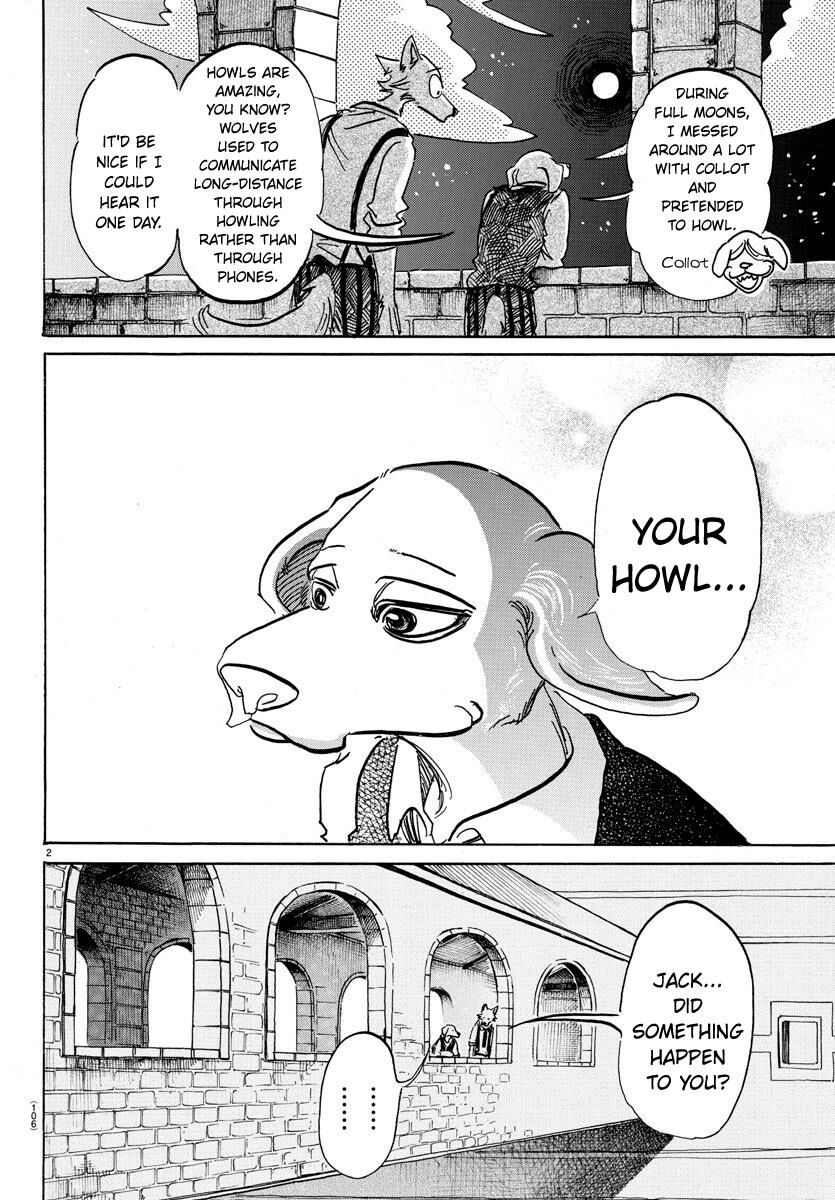 DURING
FULL MOONS,
I MESSED
AROUND A LOT
WITH COLLOT
AND
PRETENDED
TO HOWL.
Collot
HOWLS ARE
AMAZING,
YOU KNOW?
WOLVES
USED TO
COMMUNICATE
LONG-DISTANCE
THROUGH
HOWLING
RATHER THAN
THROUGH
PHONES.
IT'D BE
NICE IF I
COULD
HEAR IT
ONE DAY.
YOUR
HOWL...
2
JACK...
DID
SOMETHING
HAPPEN
TO YOU?
......
(106)